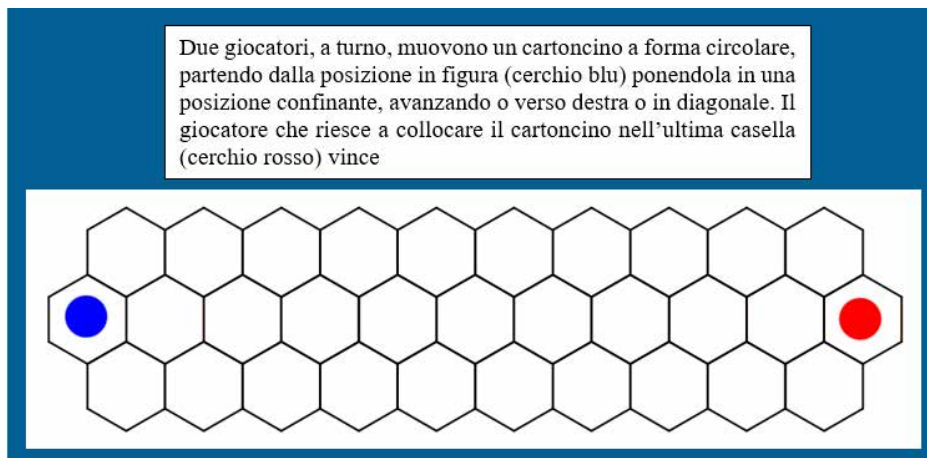 Due giocatori, a turno, muovono un cartoncino a forma circolare,
partendo dalla posizione in figura (cerchio blu) ponendola in una
posizione confinante, avanzando o verso destra o in diagonale. Il
giocatore che riesce a collocare il cartoncino nell’ultima casella
(cerchio rosso) vince